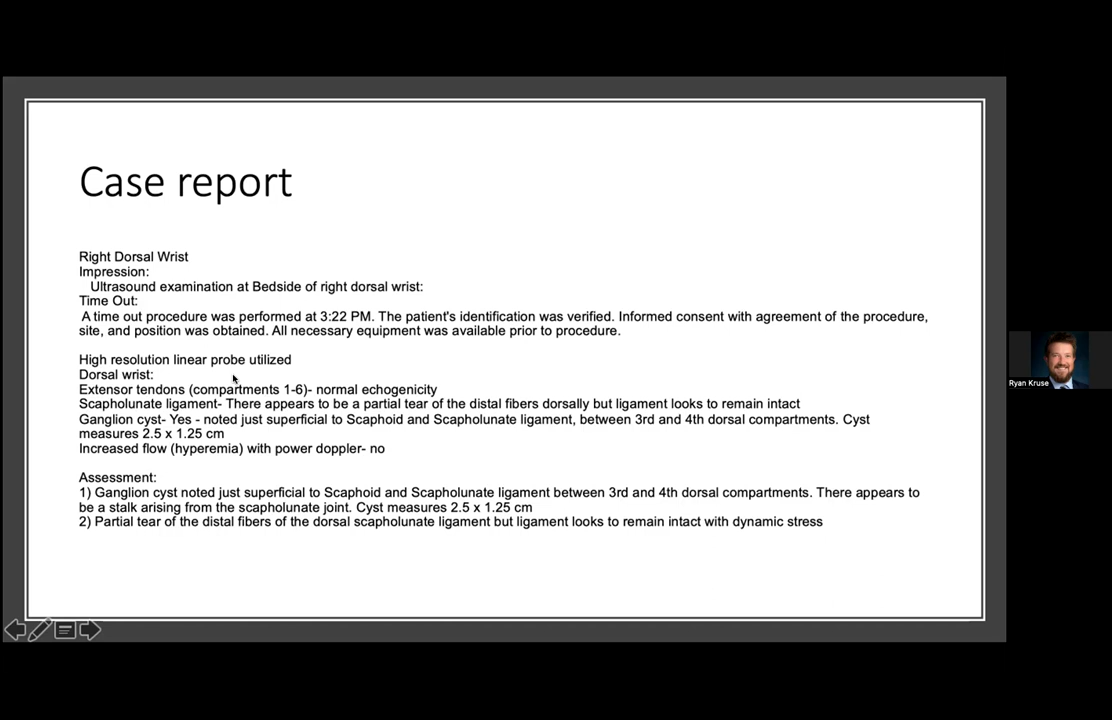 Case report
Right Dorsal Wrist
Impression:
Ultrasound examination at Bedside of right dorsal wrist:
Time Out:
A time out procedure was performed at 3:22 PM. The patient's identification was verified. Informed consent with agreement of the procedure,
site, and position was obtained. All necessary equipment was available prior to procedure.
High resolution linear probe utilized
Dorsal wrist:
Extensor tendons (compartments 1-6)- normal echogenicity
Scapholunate ligament- There appears to be a partial tear of the distal fibers dorsally but ligament looks to remain intact
Ganglion cyst- Yes - noted just superficial to Scaphoid and Scapholunate ligament, between 3rd and 4th dorsal compartments. Cyst
measures 2.5 x 1.25 cm
Increased flow (hyperemia) with power doppler- no
Assessment:
1) Ganglion cyst noted just superficial to Scaphoid and Scapholunate ligament between 3rd and 4th dorsal compartments. There appears to
be a stalk arising from the scapholunate joint. Cyst measures 2.5 x 1.25 cm
2) Partial tear of the distal fibers of the dorsal scapholunate ligament but ligament looks to remain intact with dynamic stress
Ryan Kruse